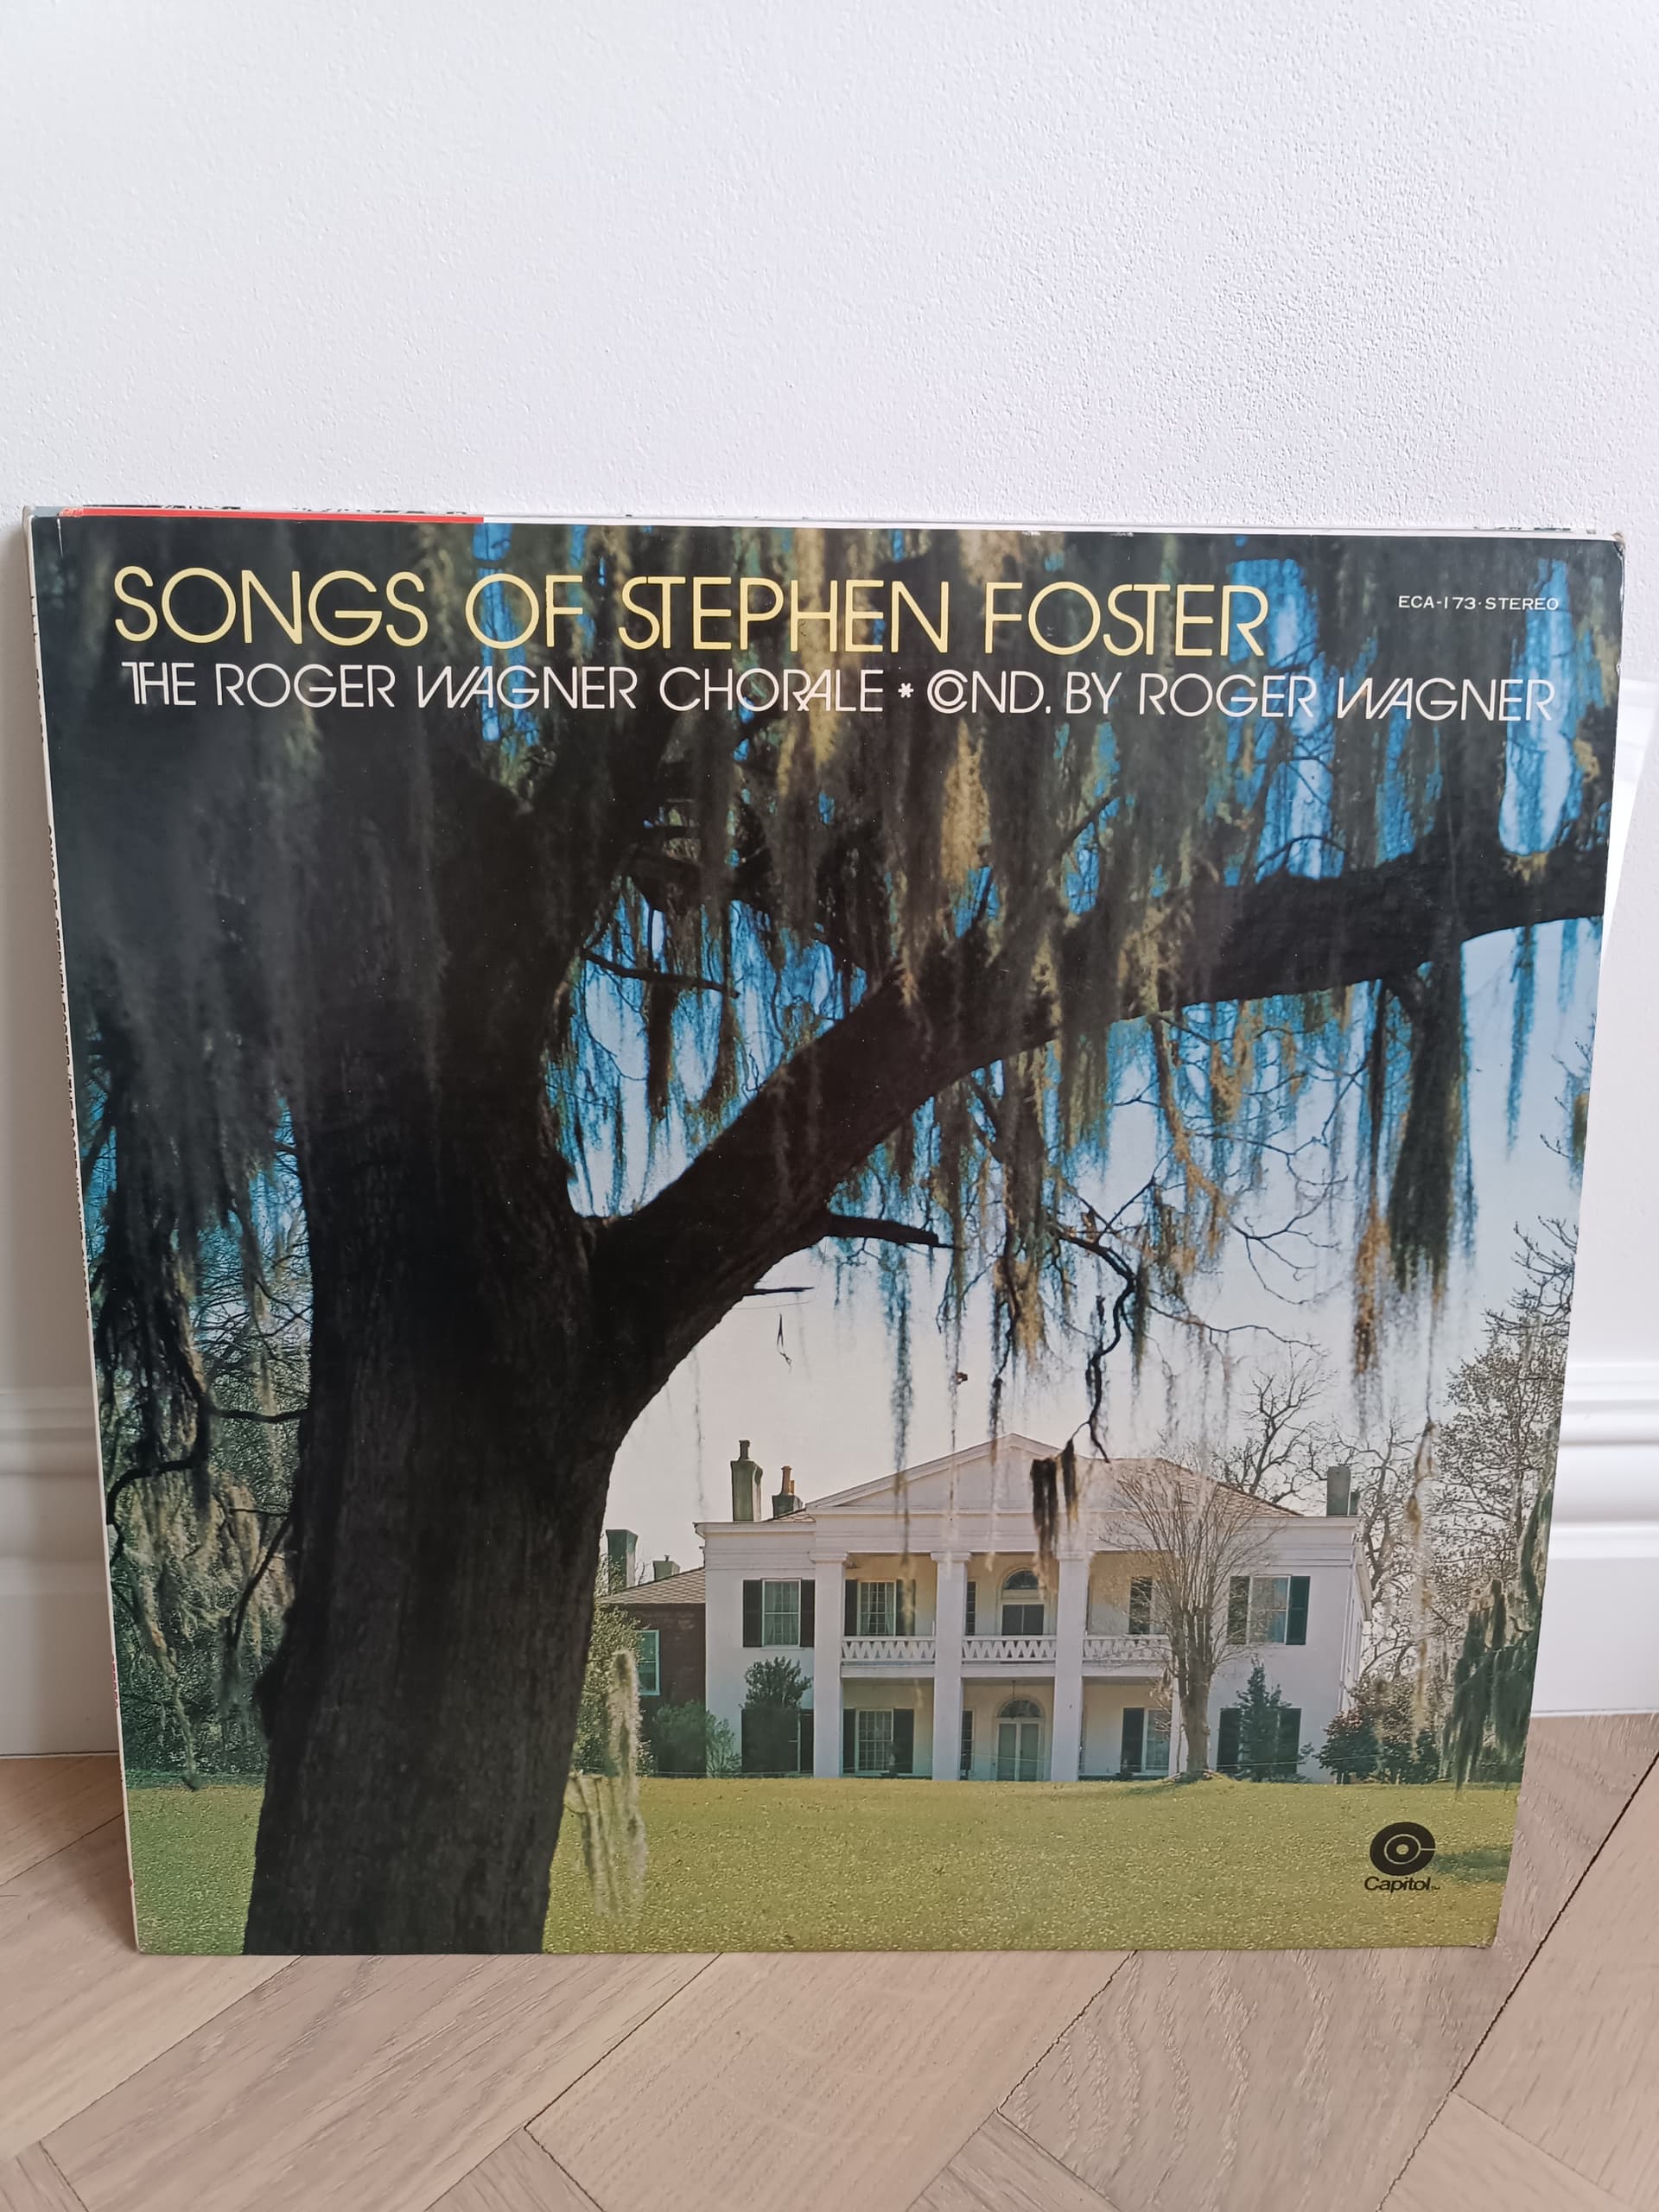 SONGS OF STEPHEN FOSTER
ECA-173·STEREO
THE ROGER WAGNER CHORALE * COND. BY ROGER WAGNER
Capitol